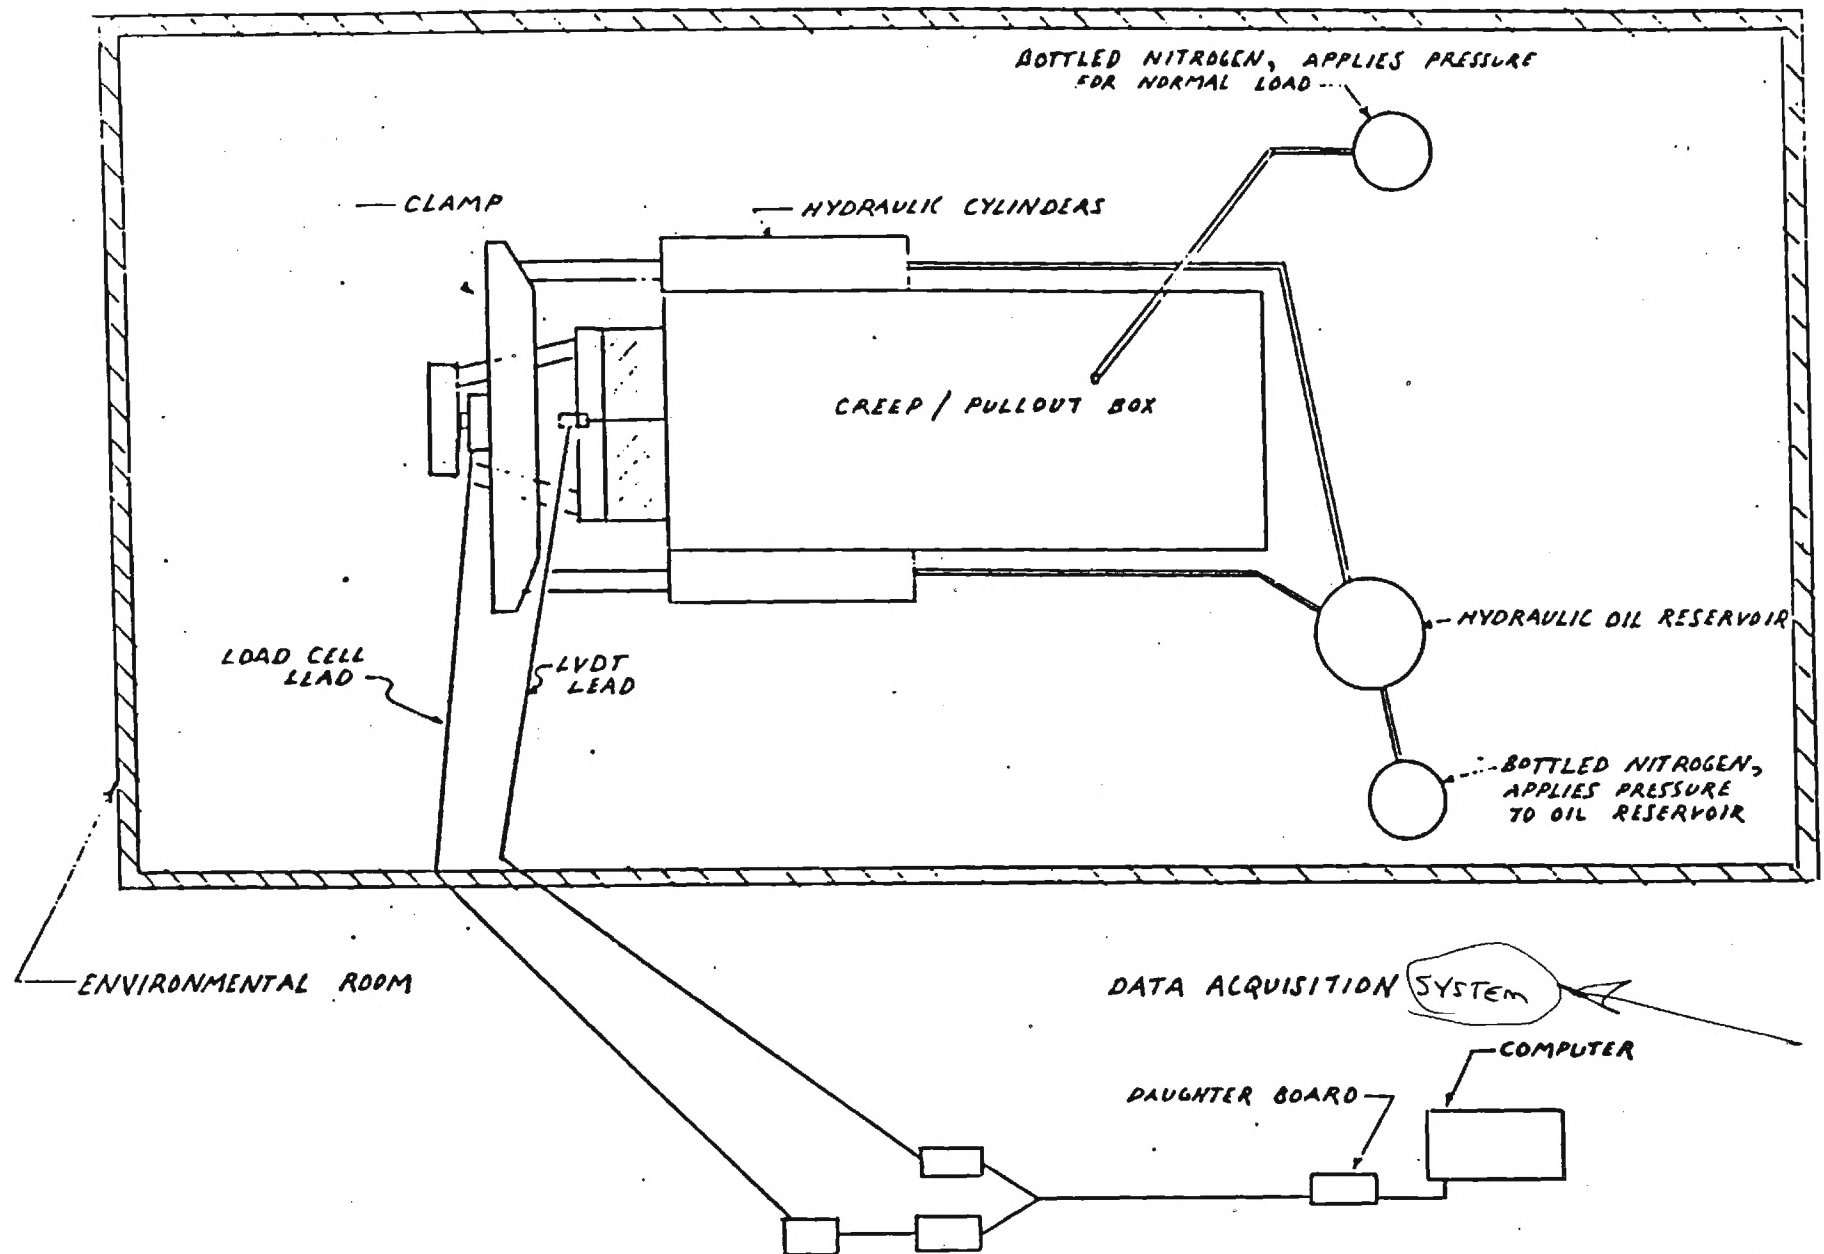 BOTTLED NITROGEN, APPLIES PRESSURE
FOR NORMAL LOAD
CLAMP
HYDRAULIC CYLINDERS
CREEP / PULLOUT BOX
HYDRAULIC OIL RESERVOIR
LOAD CELL
LEAD
LVDT
LEAD
BOTTLED NITROGEN,
APPLIES PRESSURE
TO OIL RESERVOIR
ENVIRONMENTAL ROOM
DATA ACQUISITION SYSTEM
COMPUTER
DAUGHTER BOARD